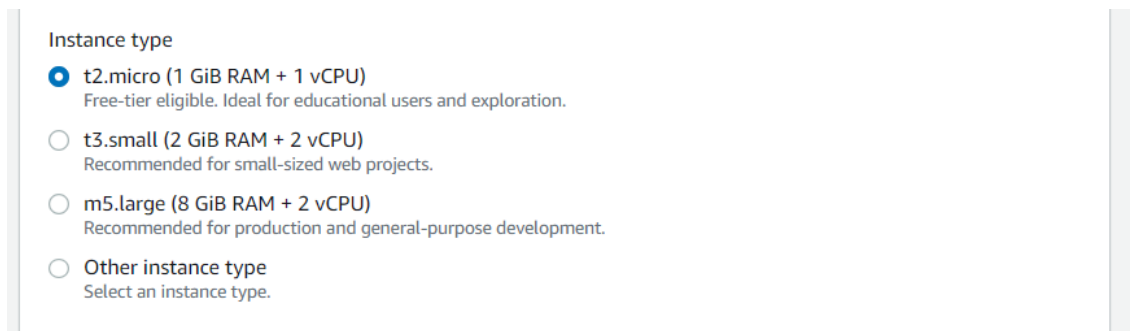 Instance type
t2.micro (1 GiB RAM + 1 vCPU)
Free-tier eligible. Ideal for educational users and exploration.
t3.small (2 GiB RAM + 2 vCPU)
Recommended for small-sized web projects.
m5.large (8 GiB RAM + 2 vCPU)
Recommended for production and general-purpose development.
Other instance type
Select an instance type.